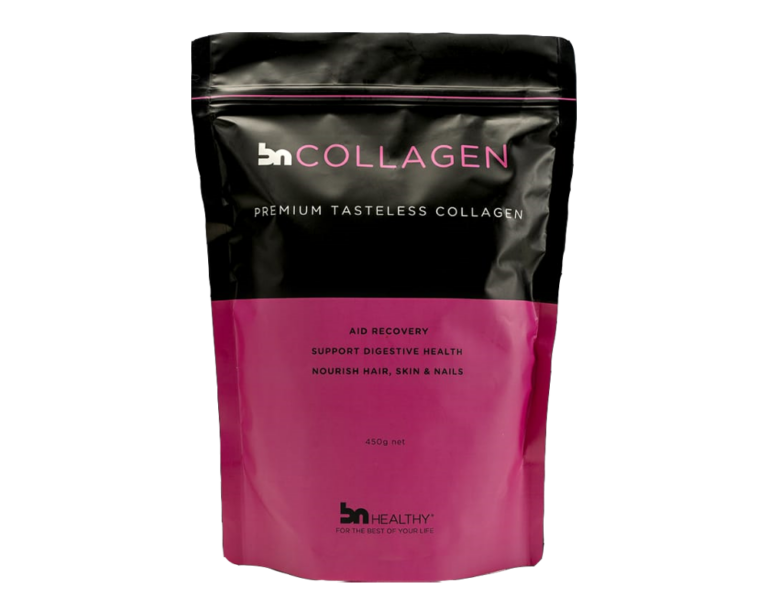 bn COLLAGEN
PREMIUM TASTELESS COLLAGEN
AID RECOVERY
SUPPORT DIGESTIVE HEALTH
NOURISH HAIR, SKIN & NAILS
450g net
bn HEALTHY™
FOR THE BEST OF YOUR LIFE.